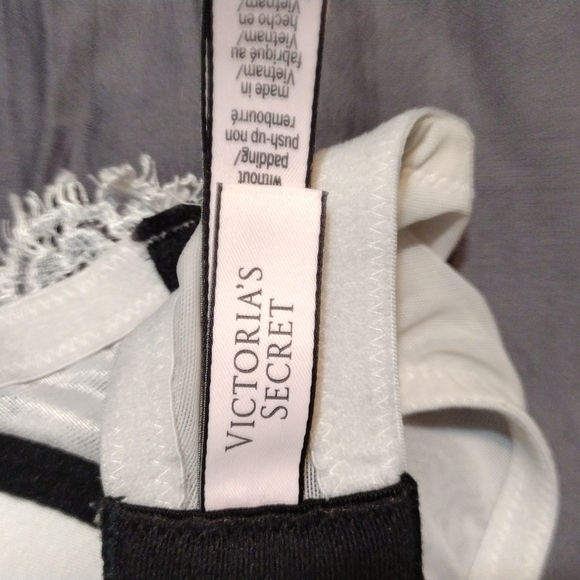 without
padding/
push-up non
rembourré
made in
Vietnam/
fabriqué au
Vietnam/
hecho en
Vietnam
VICTORIA'S
SECRET